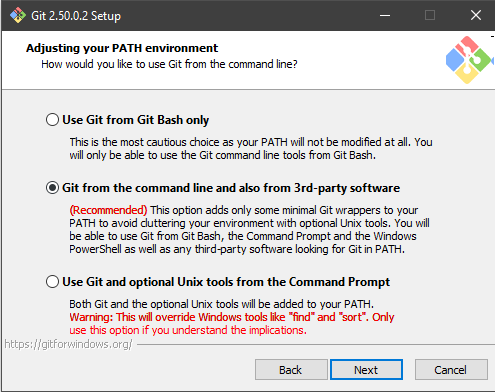 Git 2.50.0.2 Setup
Adjusting your PATH environment
How would you like to use Git from the command line?
Use Git from Git Bash only
This is the most cautious choice as your PATH will not be modified at all. You
will only be able to use the Git command line tools from Git Bash.
Git from the command line and also from 3rd-party software
(Recommended) This option adds only some minimal Git wrappers to your
PATH to avoid cluttering your environment with optional Unix tools. You will
be able to use Git from Git Bash, the Command Prompt and the Windows
PowerShell as well as any third-party software looking for Git in PATH.
Use Git and optional Unix tools from the Command Prompt
Both Git and the optional Unix tools will be added to your PATH.
Warning: This will override Windows tools like "find" and "sort". Only
use this option if you understand the implications.
https://gitforwindows.org/
Back
Next
Cancel